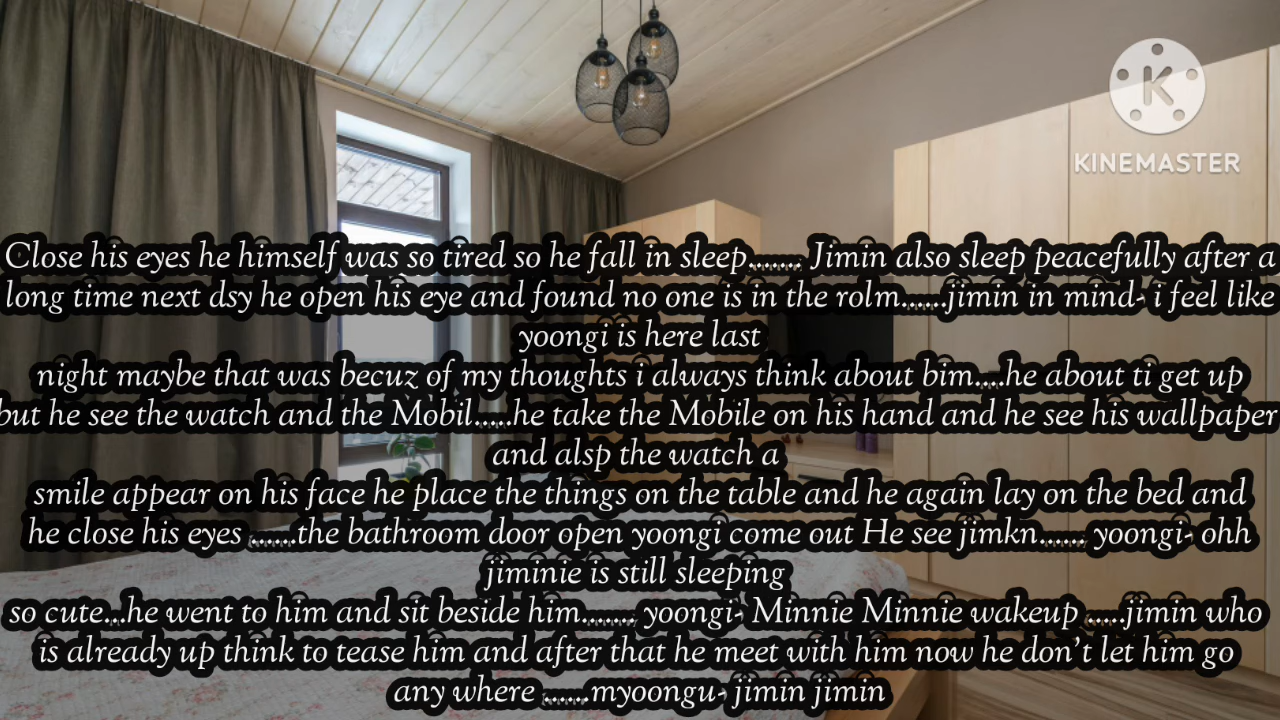 KINEMASTER
Close his eyes he himself was so tired so he fall in sleep........ Jimin also sleep peacefully after a
long time next dsy he open his eye and found no one is in the rolm......jimin in mind- i feel like
yoongi is here last
night maybe that was becuz of my thoughts i always think about bim....he about ti get up
but he see the watch and the Mobil.....he take the Mobile on his hand and he see his wallpaper
and alsp the watch a
smile appear on his face he place the things on the table and he again lay on the bed and
he close his eyes .......the bathroom door open yoongi come out He see jimkn....... yoongi- ohh
jiminie is still sleeping
so cute...he went to him and sit beside him........ yoongi- Minnie Minnie wakeup ......jimin who
is already up think to tease him and after that he meet with him now he don't let him go
any where .......myoongu- jimin jimin